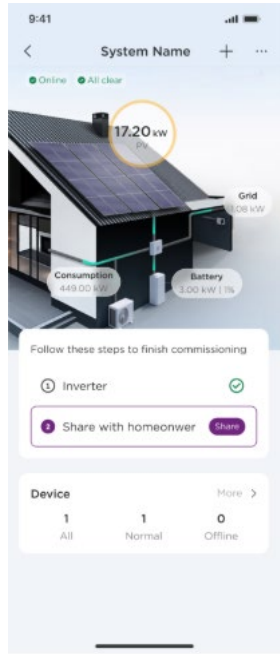 9:41
System Name
Online All clear
17.20 kW
PV
Grid
1.08 kW
Consumption
449.00 kW
Battery
3.00 kW | 1%
Follow these steps to finish commissioning
1 Inverter
2 Share with homeonwer Share
Device More
1 1 0
All Normal Offline